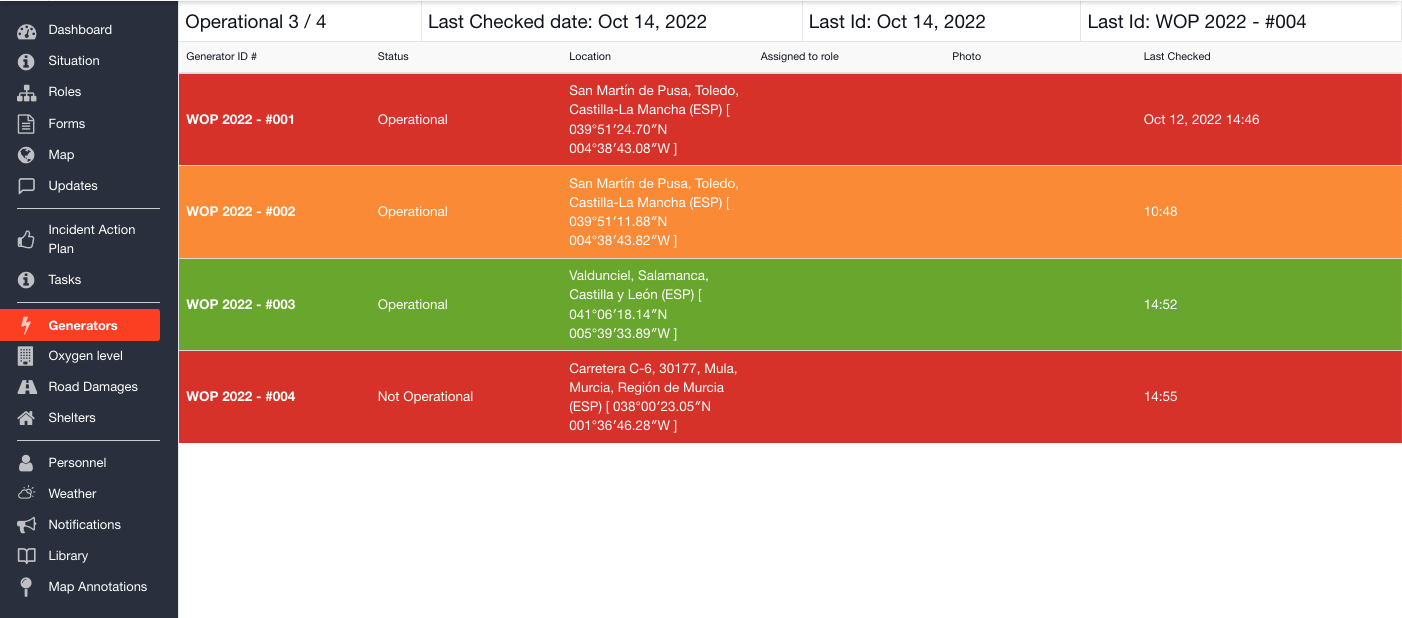 Dashboard
Situation
Roles
Forms
Map
Updates
Incident Action
Plan
Tasks
Generators
Oxygen level
Road Damages
Shelters
Personnel
Weather
Notifications
Library
Map Annotations
Operational 3 / 4
Last Checked date: Oct 14, 2022
Last Id: Oct 14, 2022
Last Id: WOP 2022 - #004
Generator ID #
Status
Location
Assigned to role
Photo
Last Checked
WOP 2022 - #001
Operational
San Martín de Pusa, Toledo,
Castilla-La Mancha (ESP) [
039°51′24.70″N
004°38′43.08″W ]
Oct 12, 2022 14:46
WOP 2022 - #002
Operational
San Martín de Pusa, Toledo,
Castilla-La Mancha (ESP) [
039°51′11.88″N
004°38′43.82″W ]
10:48
WOP 2022 - #003
Operational
Valdunciel, Salamanca,
Castilla y León (ESP) [
041°06′18.14″N
005°39′33.89″W ]
14:52
WOP 2022 - #004
Not Operational
Carretera C-6, 30177, Mula,
Murcia, Región de Murcia
(ESP) [ 038°00′23.05″N
001°36′46.28″W ]
14:55